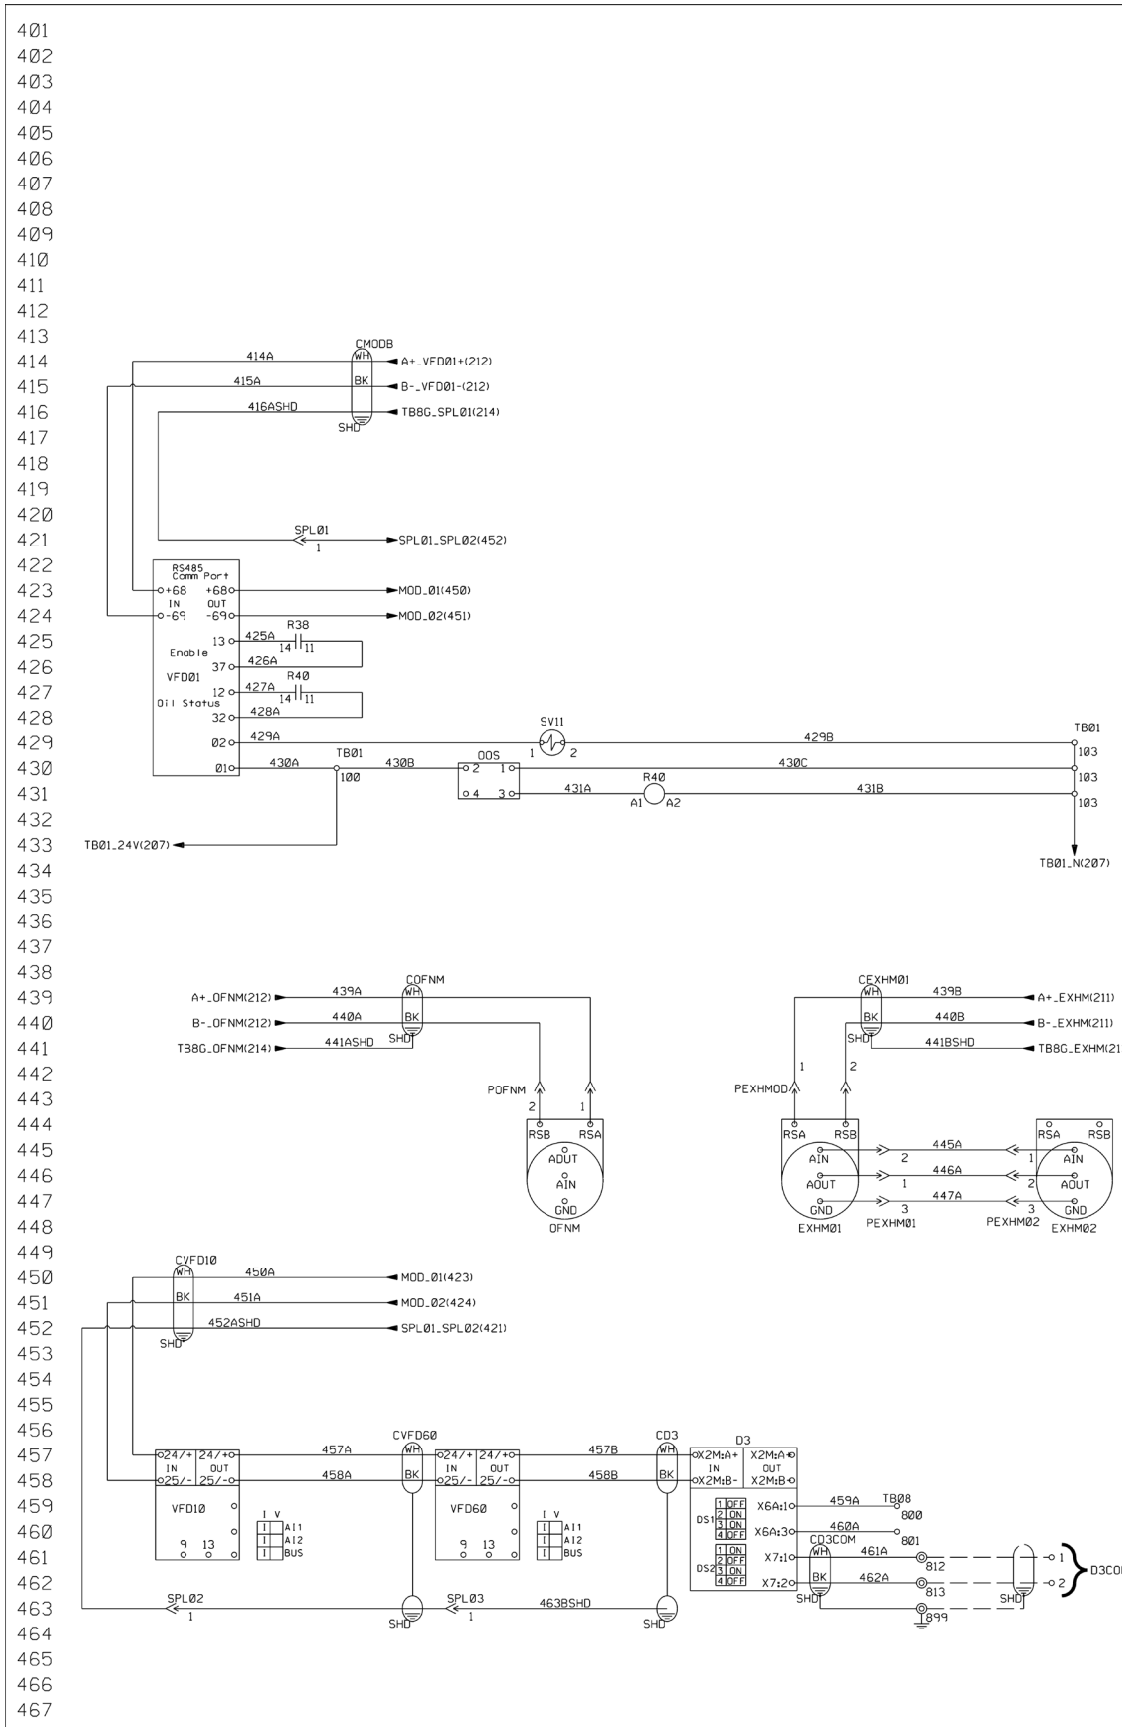 401
402
403
404
405
406
407
408
409
410
411
412
413
CMODB
414 414A WH A+_VFD01+(212)
415 415A BK B-_VFD01-(212)
416 416ASHD TB8G_SPL01(214)
SHD
417
418
419
420
SPL01
421 1 SPL01_SPL02(452)
422
RS485
Comm Port
423 +68 +68 MOD_01(450)
IN OUT
424 -69 -69 MOD_02(451)
R38
425 13 425A 14 11
Enable
426 37 426A
VFD01 R40
427 12 427A 14 11
Oil Status
428 32 428A
SV11 TB01
429 02 429A 1 2 429B 103
TB01 OOS
430 01 430A 100 430B 2 1 430C 103
R40
431 4 3 431A A1 A2 431B 103
432
433 TB01_24V(207)
434 TB01_N(207)
435
436
437
438 COFNM CEXHM01
439 A+_OFNM(212) 439A WH WH 439B A+_EXHM(211)
440 B-_OFNM(212) 440A BK BK 440B B-_EXHM(211)
SHD SHD
441 TB8G_OFNM(214) 441ASHD 441BSHD TB8G_EXHM(21
442 1 2
443 POFNM 2 1 PEXHMOD
444 RSB RSA RSA RSB RSA RSB
445 AOUT AIN 2 445A 1 AIN
446 AIN AOUT 1 446A 2 AOUT
447 GND GND 3 447A 3 GND
448 OFNM EXHM01 PEXHM01 PEXHM02 EXHM02
449
CVFD10
450 WH 450A MOD_01(423)
451 BK 451A MOD_02(424)
452 452ASHD SPL01_SPL02(421)
SHD
453
454
455
456 CVFD60 CD3 D3
457 24/+ 24/+ 457A WH 24/+ 24/+ 457B WH X2M:A+ X2M:A+
IN OUT IN OUT IN OUT
458 25/- 25/- 458A BK 25/- 25/- 458B BK X2M:B- X2M:B-
459 VFD10 VFD60 1 OFF X6A:1 459A TB08
I V I V DS1 2 ON 800
460 I AI1 I AI1 3 ON X6A:3 460A
9 13 I AI2 9 13 I AI2 4 OFF 801
CD3COM
461 I BUS I BUS 1 ON X7:1 WH 461A 812 1
DS2 2 OFF D3CO
3 ON
462 4 OFF X7:2 BK 462A 813 2
SPL02 SPL03 SHD SHD
463 1 1 463BSHD 899
SHD SHD
464
465
466
467